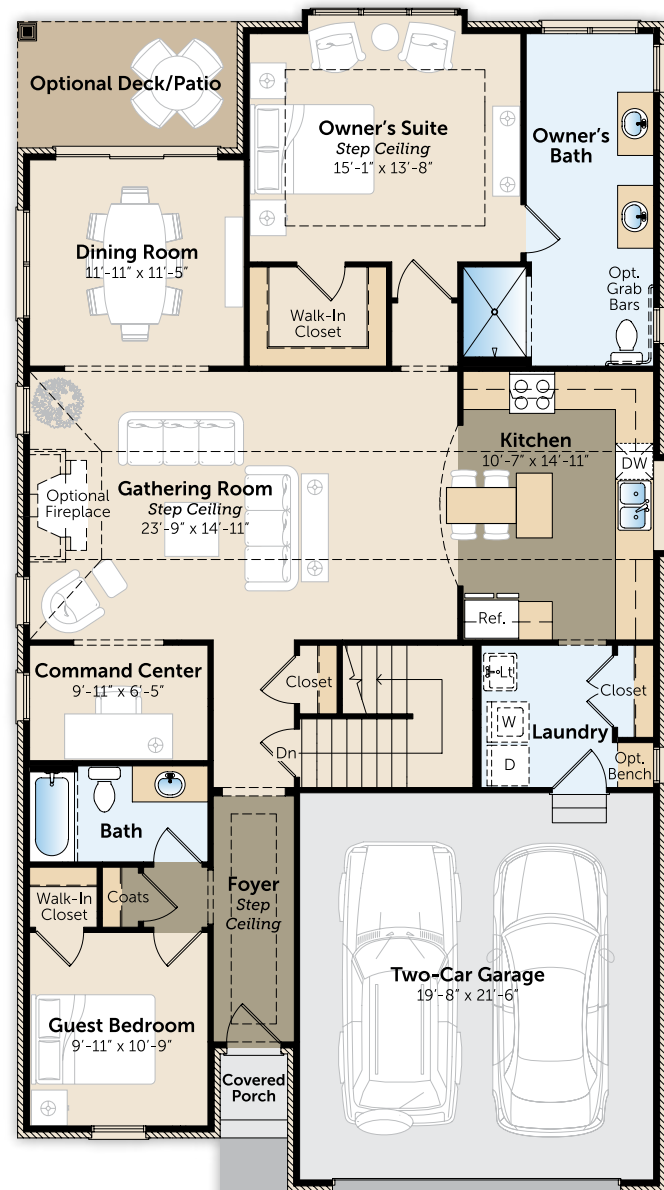 Optional Deck/Patio
Owner's Suite
Step Ceiling
15'-1" x 13'-8"
Owner's
Bath
Dining Room
11'-11" x 11'-5"
Opt.
Grab
Bars
Walk-In
Closet
Kitchen
10'-7" x 14'-11"
DW
Optional
Fireplace
Gathering Room
Step Ceiling
23'-9" x 14'-11"
Ref.
Command Center
9'-11" x 6'-5"
Closet
Lt
Closet
W
Laundry
Dn
D
Opt.
Bench
Bath
Walk-In
Closet
Coats
Foyer
Step
Ceiling
Two-Car Garage
19'-8" x 21'-6"
Guest Bedroom
9'-11" x 10'-9"
Covered
Porch